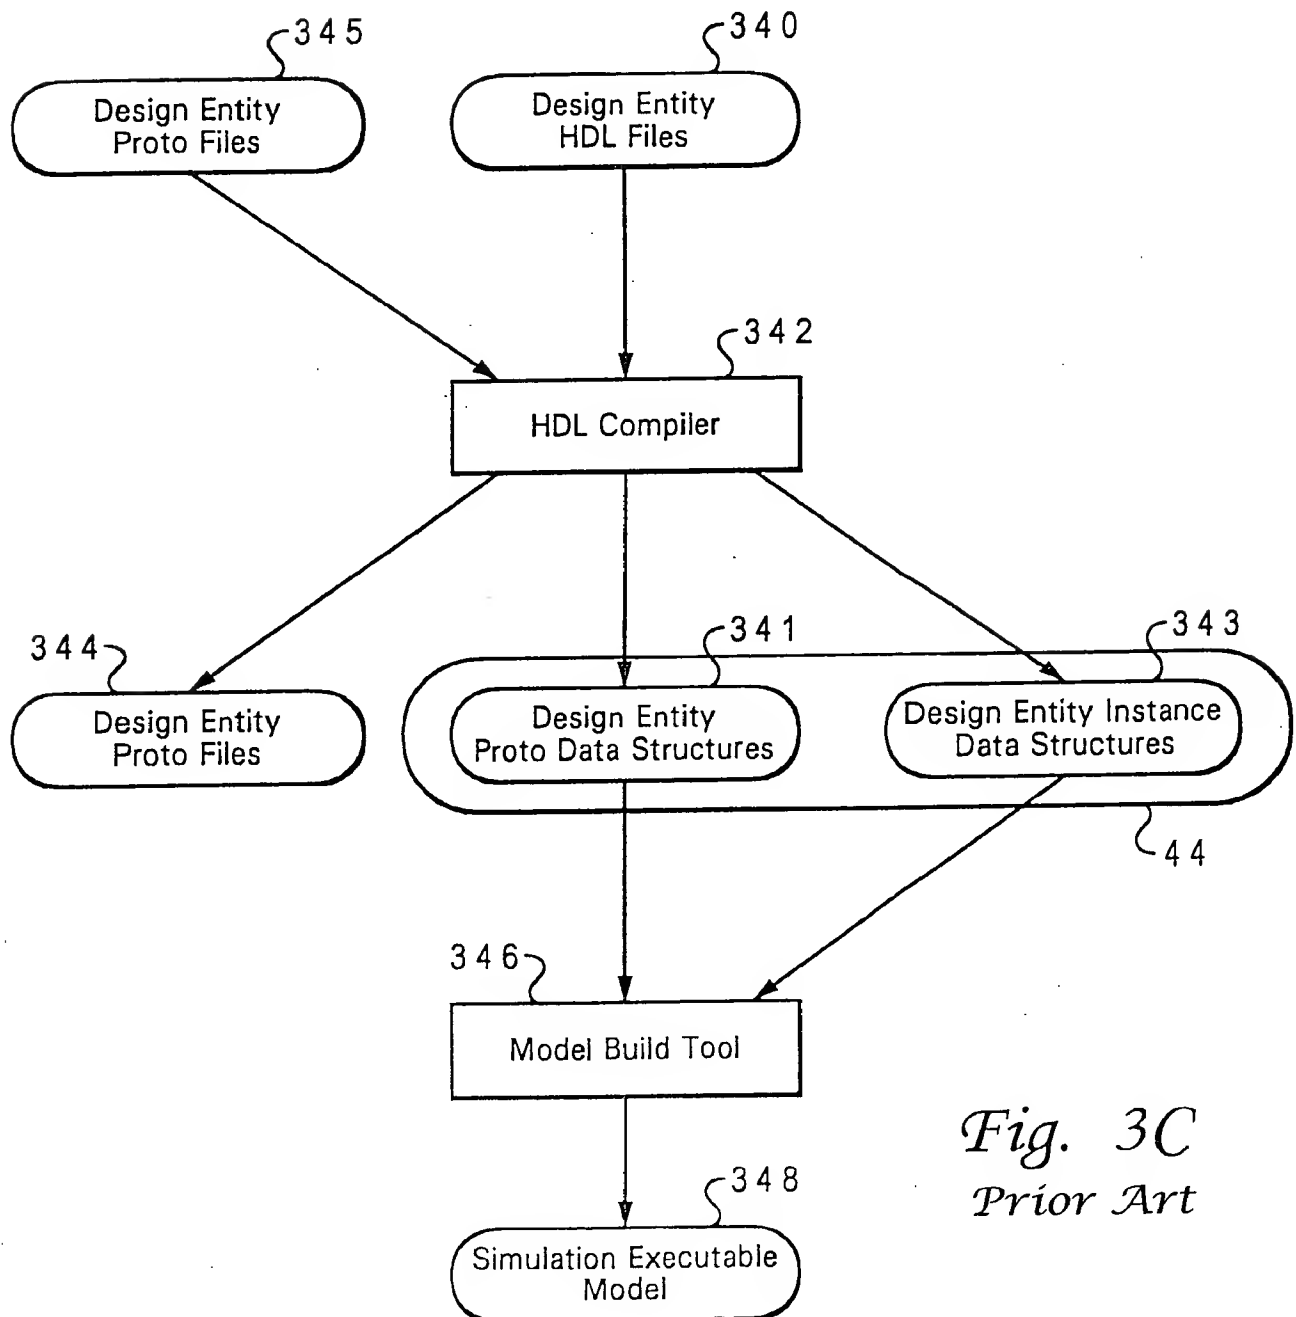 345
340
Design Entity
Proto Files
Design Entity
HDL Files
342
HDL Compiler
344
341
343
Design Entity
Proto Files
Design Entity
Proto Data Structures
Design Entity Instance
Data Structures
44
346
Model Build Tool
Fig. 3C
Prior Art
348
Simulation Executable
Model